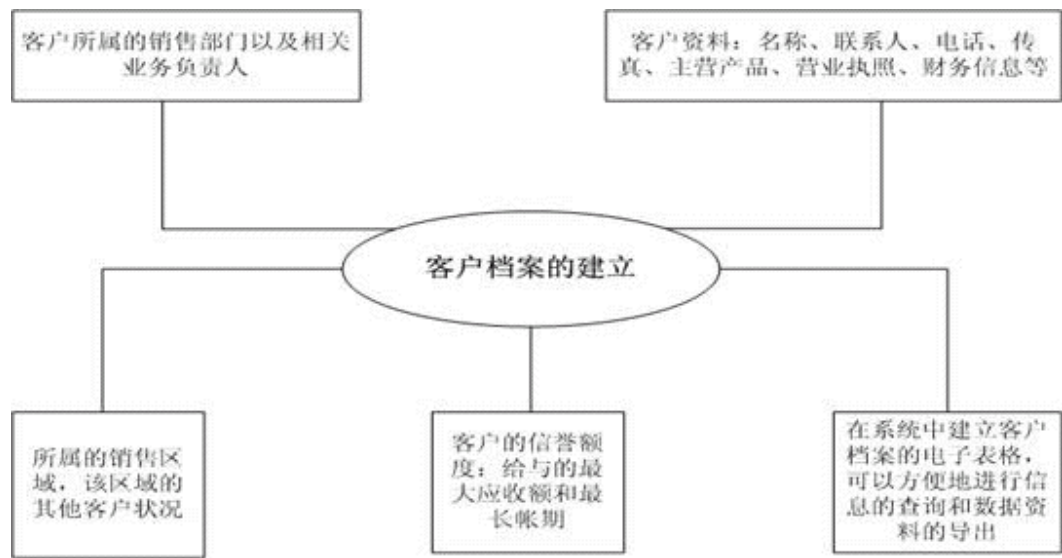 客户所属的销售部门以及相关
业务负责人
客户资料：名称、联系人、电话、传
真、主营产品、营业执照、财务信息等
客户档案的建立
所属的销售区
域，该区域的
其他客户状况
客户的信誉额
度：给与的最
大应收额和最
长帐期
在系统中建立客户
档案的电子表格，
可以方便地进行信
息的查询和数据资
料的导出